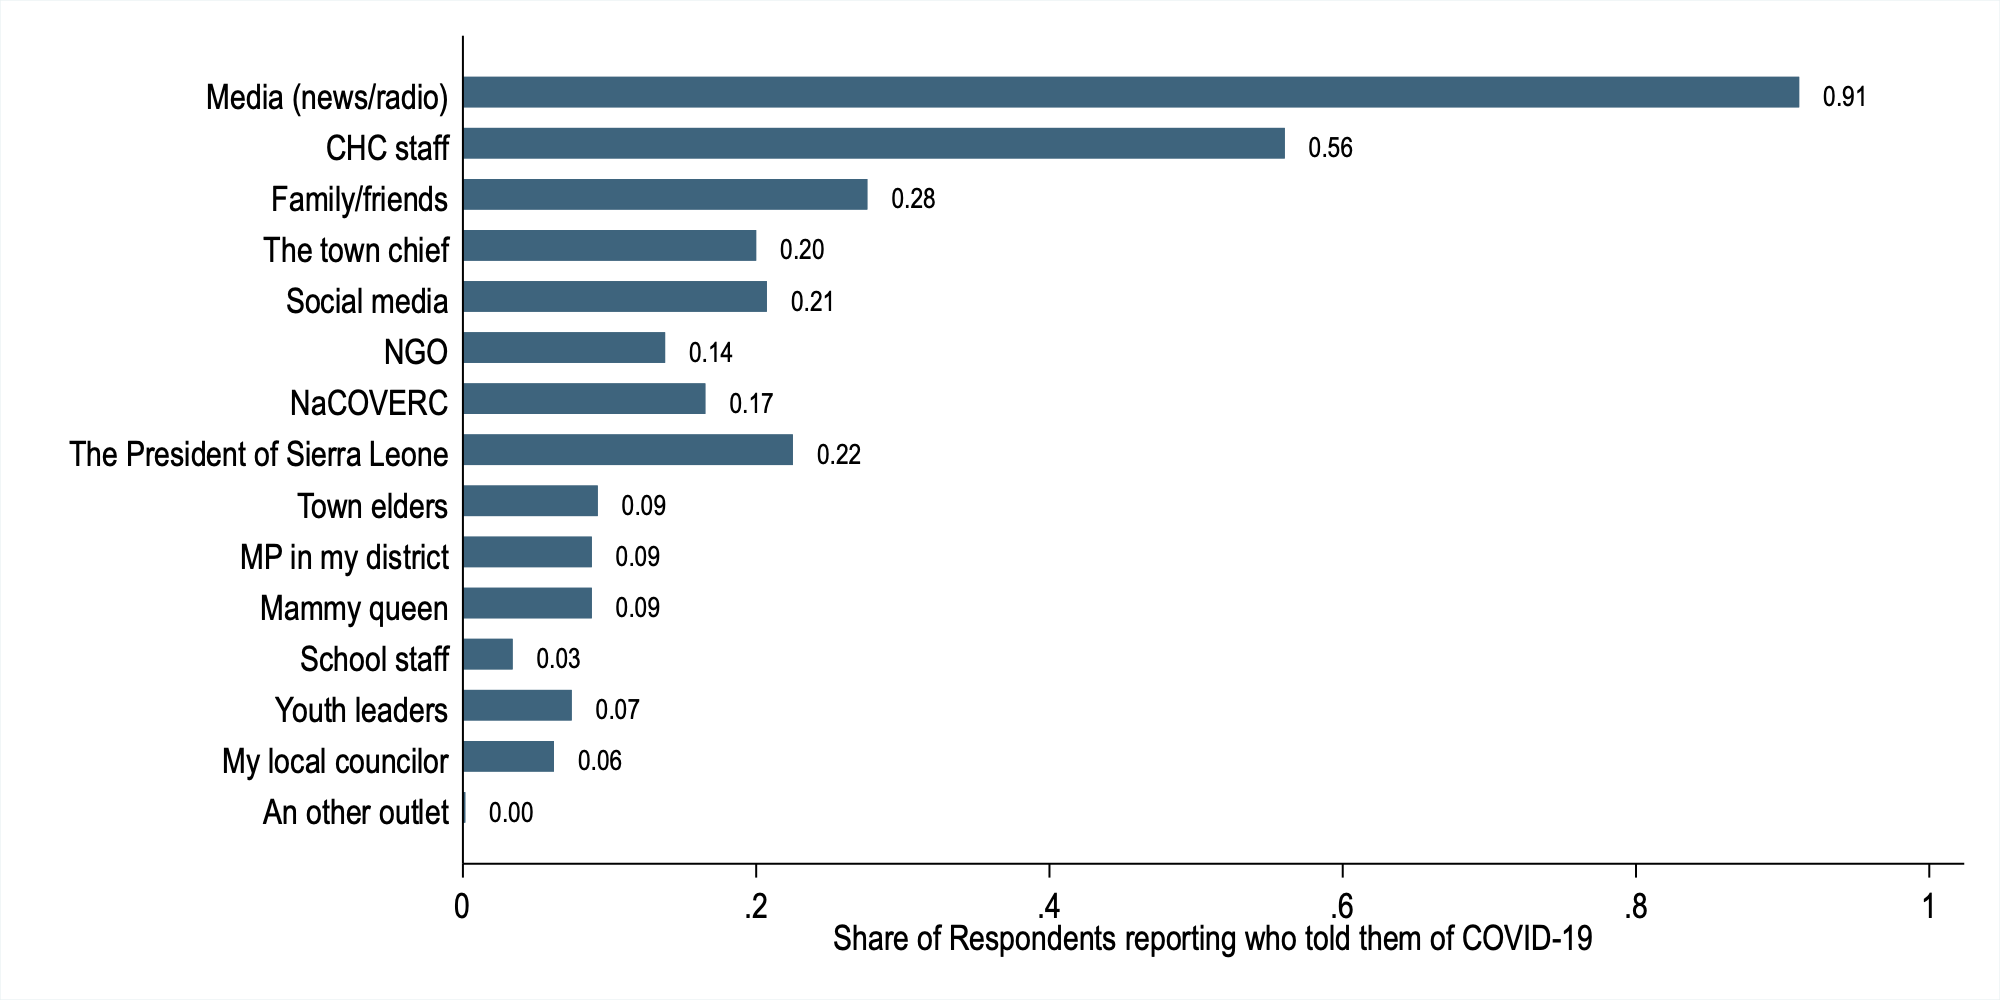 Media (news/radio) 0.91
CHC staff 0.56
Family/friends 0.28
The town chief 0.20
Social media 0.21
NGO 0.14
NaCOVERC 0.17
The President of Sierra Leone 0.22
Town elders 0.09
MP in my district 0.09
Mammy queen 0.09
School staff 0.03
Youth leaders 0.07
My local councilor 0.06
An other outlet 0.00
0 .2 .4 .6 .8 1
Share of Respondents reporting who told them of COVID-19